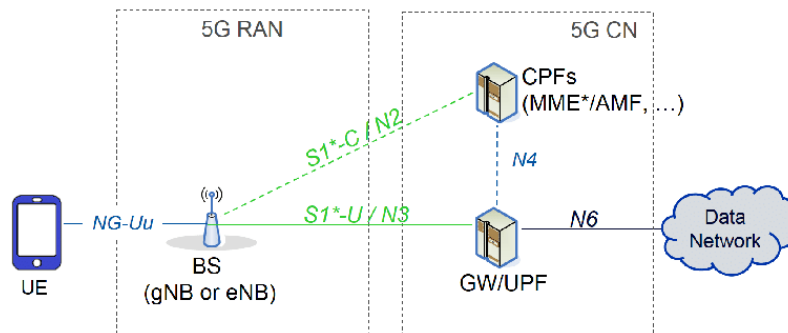 5G RAN
5G CN
CPFs
(MME*/AMF, ...)
S1*-C / N2
N4
NG-Uu
S1*-U / N3
N6
Data
Network
UE
BS
(gNB or eNB)
GW/UPF